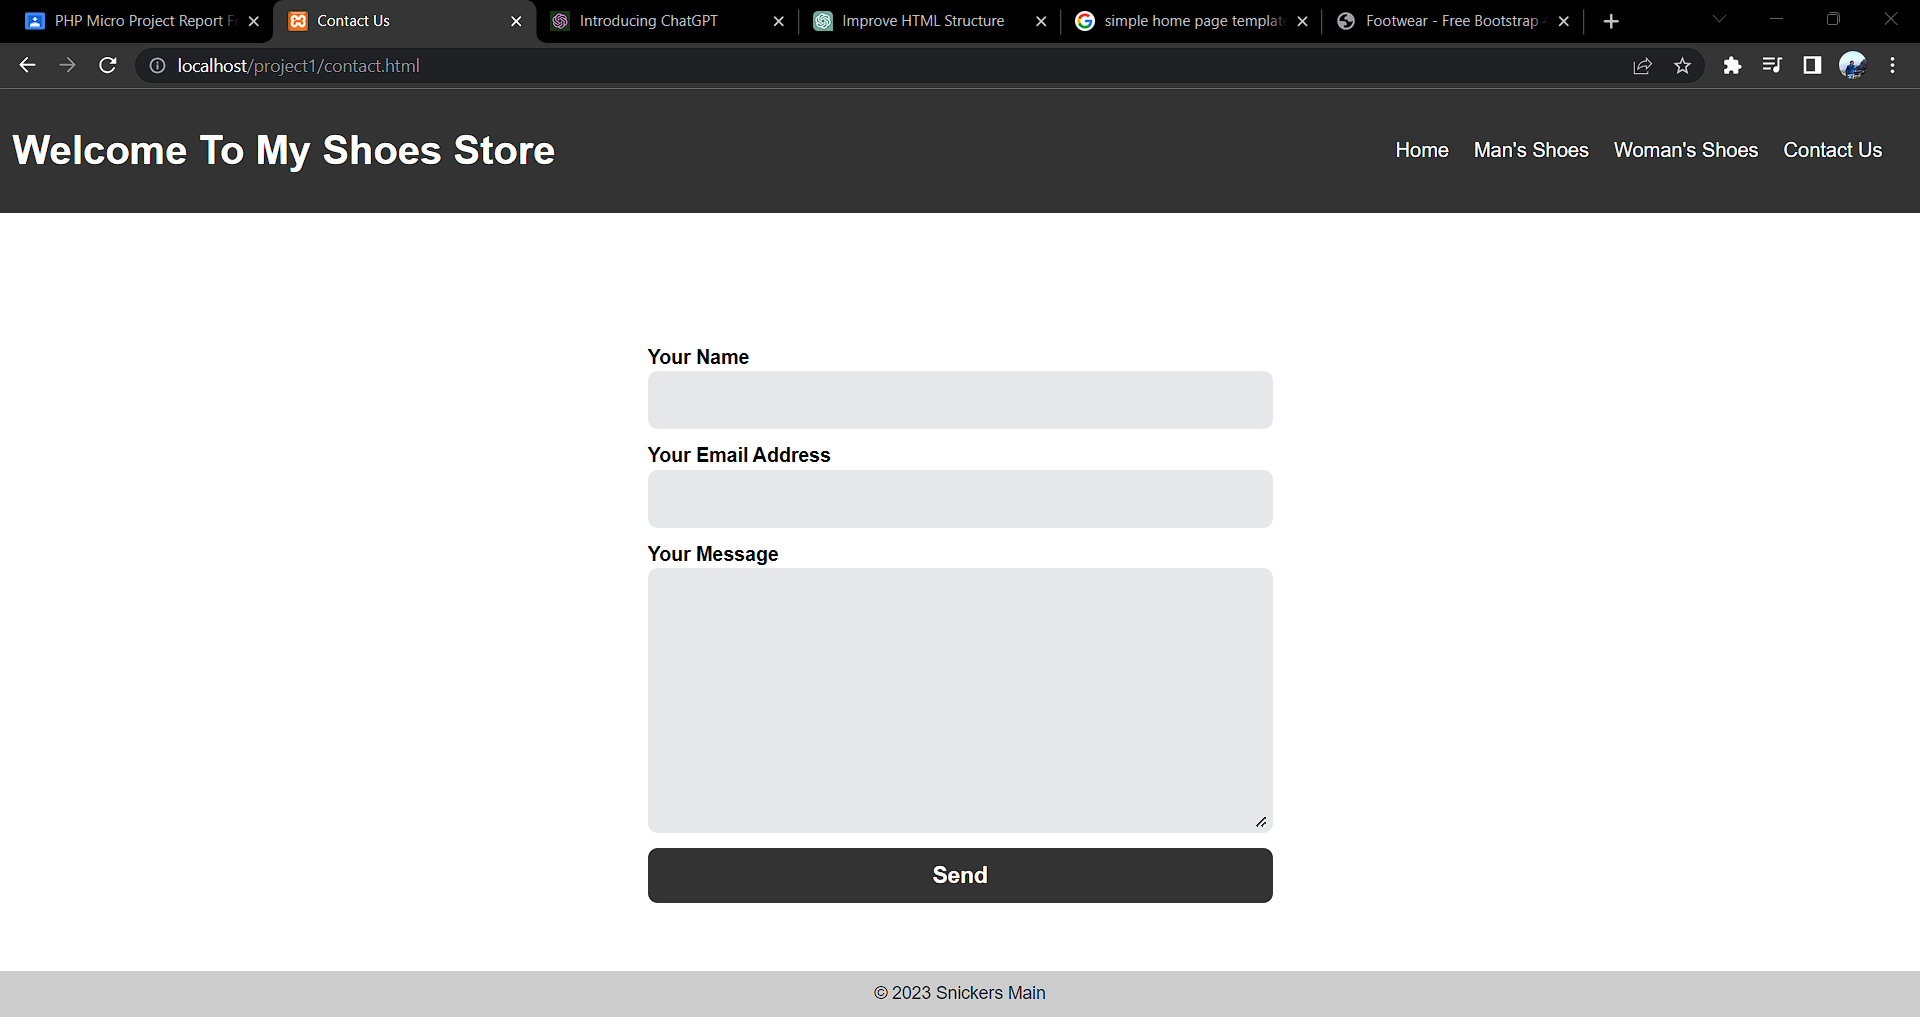 PHP Micro Project Report F
Contact Us
Introducing ChatGPT
Improve HTML Structure
simple home page templat
Footwear - Free Bootstrap
localhost/project1/contact.html
Welcome To My Shoes Store
Home
Man's Shoes
Woman's Shoes
Contact Us
Your Name
Your Email Address
Your Message
Send
© 2023 Snickers Main